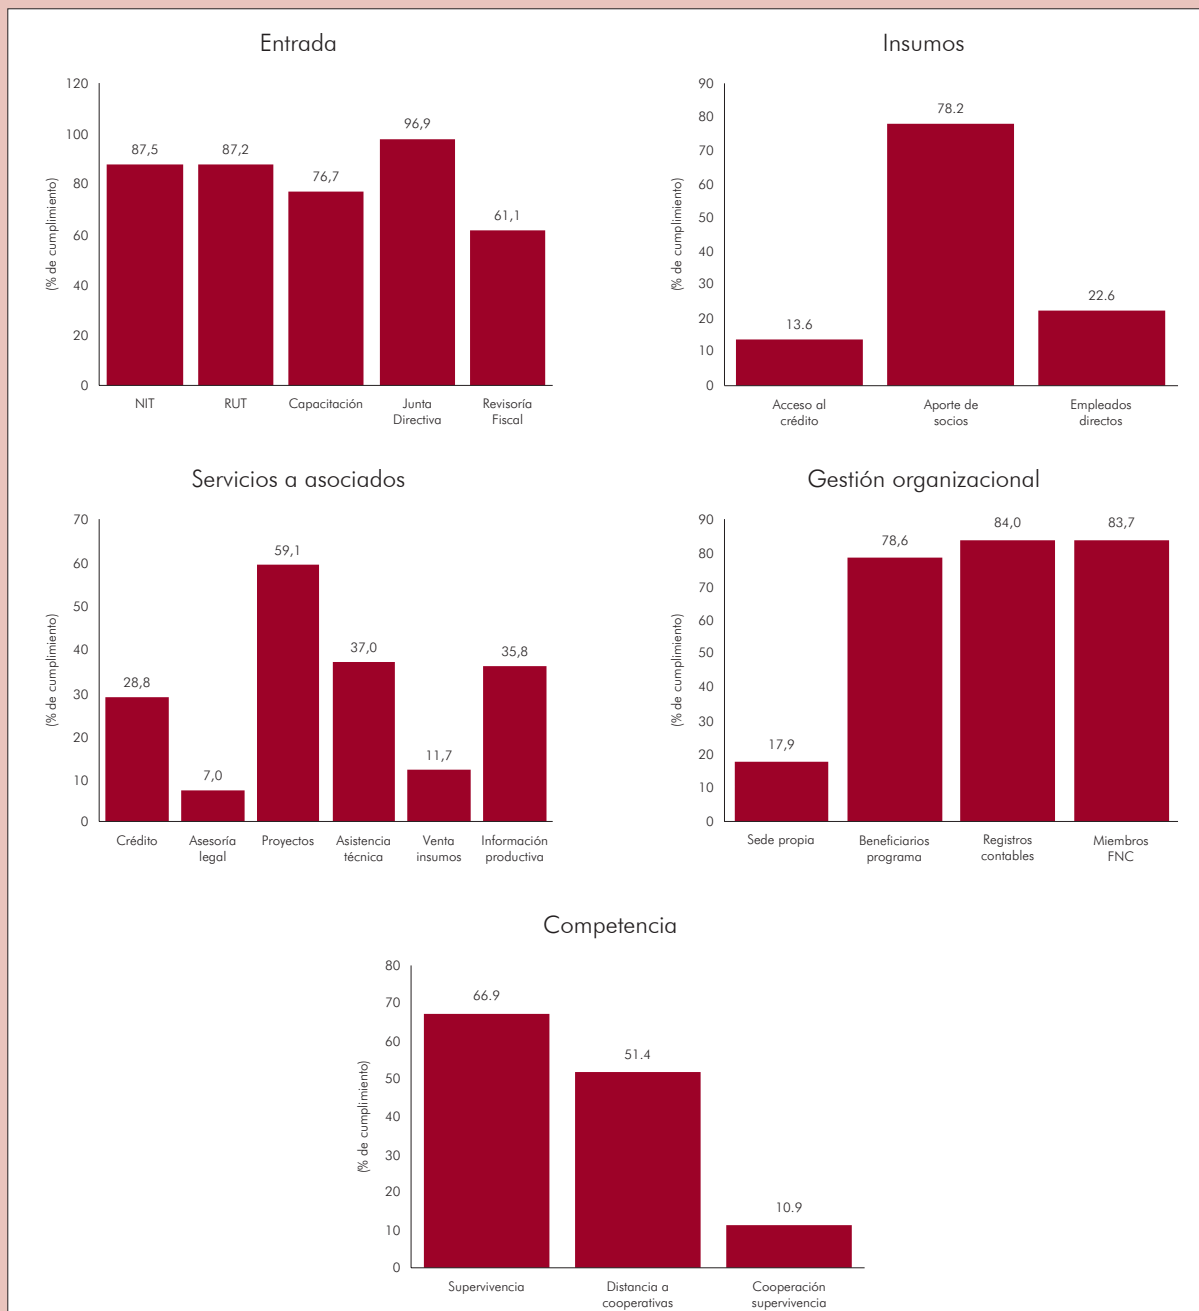 Entrada
(% de cumplimiento)
120
100
80
60
40
20
0
87,5
87,2
76,7
96,9
61,1
NIT
RUT
Capacitación
Junta
Directiva
Revisoría
Fiscal
Insumos
(% de cumplimiento)
90
80
70
60
50
40
30
20
10
0
13.6
78.2
22.6
Acceso al
crédito
Aporte de
socios
Empleados
directos
Servicios a asociados
(% de cumplimiento)
70
60
50
40
30
20
10
0
28,8
7,0
59,1
37,0
11,7
35,8
Crédito
Asesoría
legal
Proyectos
Asistencia
técnica
Venta
insumos
Información
productiva
Gestión organizacional
(% de cumplimiento)
90
80
70
60
50
40
30
20
10
0
17,9
78,6
84,0
83,7
Sede propia
Beneficiarios
programa
Registros
contables
Miembros
FNC
Competencia
(% de cumplimiento)
80
70
60
50
40
30
20
10
0
66.9
51.4
10.9
Supervivencia
Distancia a
cooperativas
Cooperación
supervivencia